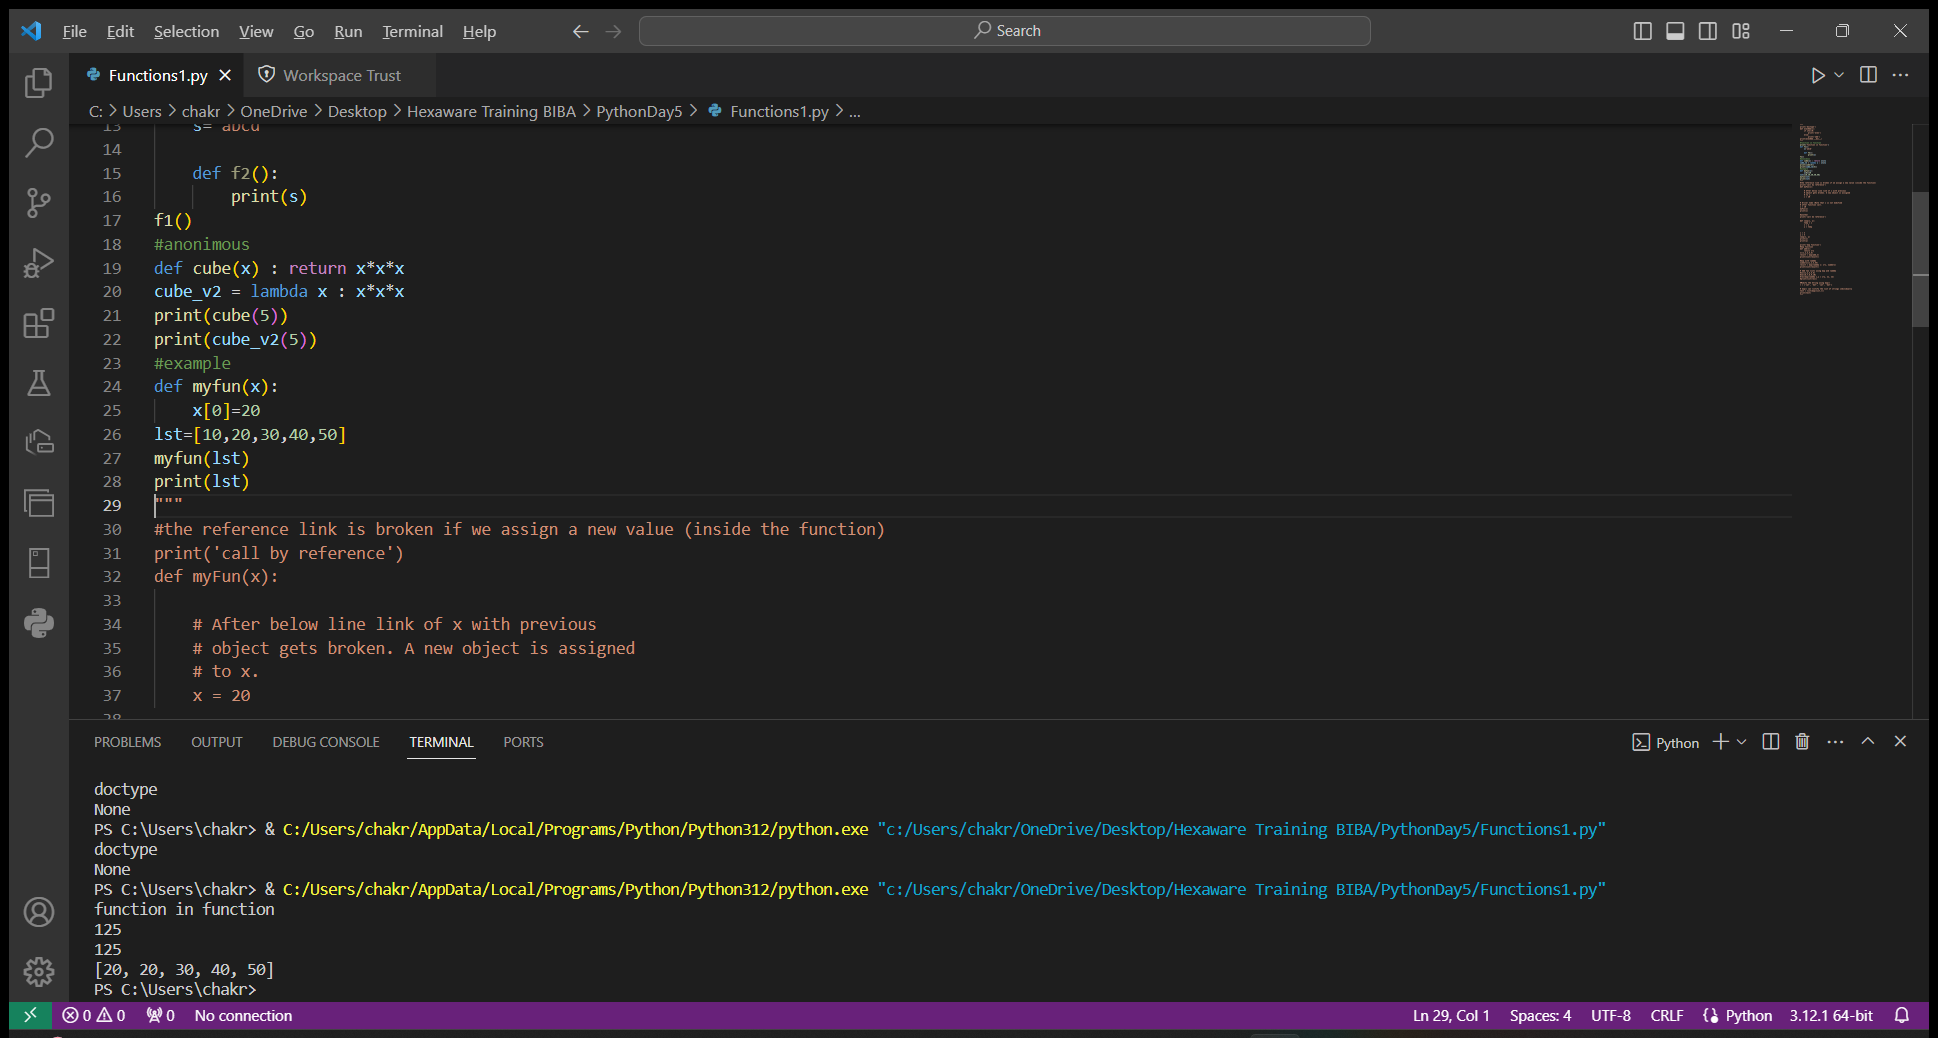 File Edit Selection View Go Run Terminal Help Search
Functions1.py Workspace Trust
C: > Users > chakr > OneDrive > Desktop > Hexaware Training BIBA > PythonDay5 > Functions1.py > ...
13 s="abcd"
14
15 def f2():
16 print(s)
17 f1()
18 #anonimous
19 def cube(x) : return x*x*x
20 cube_v2 = lambda x : x*x*x
21 print(cube(5))
22 print(cube_v2(5))
23 #example
24 def myfun(x):
25 x[0]=20
26 lst=[10,20,30,40,50]
27 myfun(lst)
28 print(lst)
29 """
30 #the reference link is broken if we assign a new value (inside the function)
31 print('call by reference')
32 def myFun(x):
33
34 # After below line link of x with previous
35 # object gets broken. A new object is assigned
36 # to x.
37 x = 20
38
PROBLEMS OUTPUT DEBUG CONSOLE TERMINAL PORTS Python
doctype
None
PS C:\Users\chakr> & C:/Users/chakr/AppData/Local/Programs/Python/Python312/python.exe "c:/Users/chakr/OneDrive/Desktop/Hexaware Training BIBA/PythonDay5/Functions1.py"
doctype
None
PS C:\Users\chakr> & C:/Users/chakr/AppData/Local/Programs/Python/Python312/python.exe "c:/Users/chakr/OneDrive/Desktop/Hexaware Training BIBA/PythonDay5/Functions1.py"
function in function
125
125
[20, 20, 30, 40, 50]
PS C:\Users\chakr>
0 0 0 No connection Ln 29, Col 1 Spaces: 4 UTF-8 CRLF Python 3.12.1 64-bit